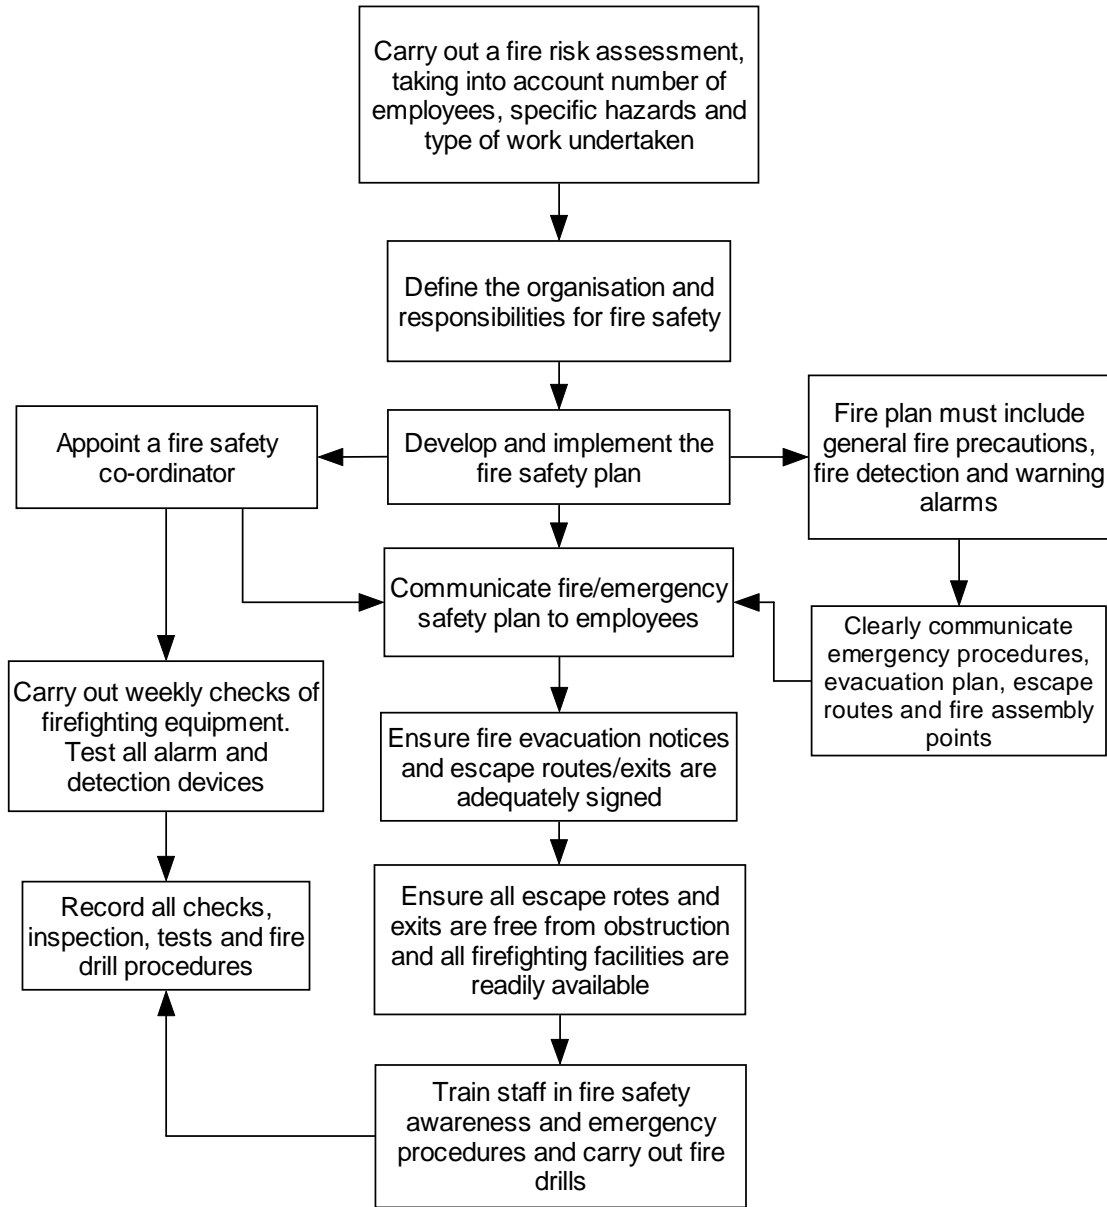 Carry out a fire risk assessment,
taking into account number of
employees, specific hazards and
type of work undertaken
Define the organisation and
responsibilities for fire safety
Appoint a fire safety
co-ordinator
Develop and implement the
fire safety plan
Fire plan must include
general fire precautions,
fire detection and warning
alarms
Communicate fire/emergency
safety plan to employees
Clearly communicate
emergency procedures,
evacuation plan, escape
routes and fire assembly
points
Carry out weekly checks of
firefighting equipment.
Test all alarm and
detection devices
Ensure fire evacuation notices
and escape routes/exits are
adequately signed
Record all checks,
inspection, tests and fire
drill procedures
Ensure all escape rotes and
exits are free from obstruction
and all firefighting facilities are
readily available
Train staff in fire safety
awareness and emergency
procedures and carry out fire
drills